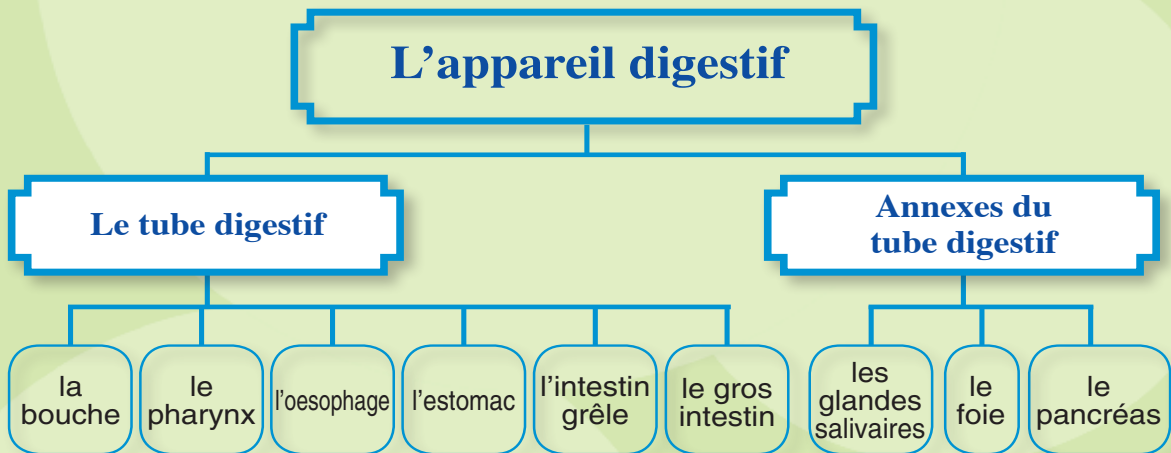 L’appareil digestif
Le tube digestif
Annexes du
tube digestif
la
bouche
le
pharynx
l’oesophage
l’estomac
l’intestin
grêle
le gros
intestin
les
glandes
salivaires
le
foie
le
pancréas